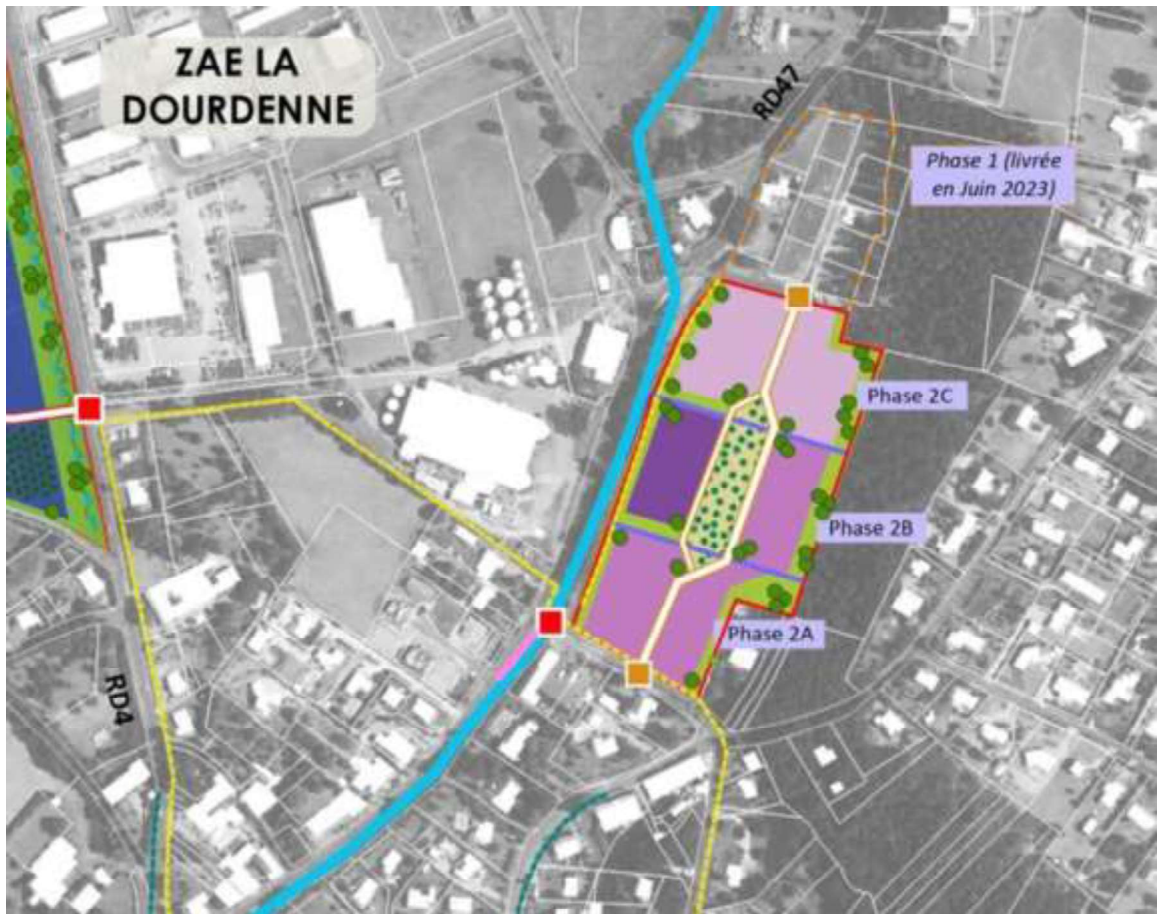 ZAE LA
DOURDENNE
RD47
Phase 1 (livrée
en Juin 2023)
Phase 2C
Phase 2B
Phase 2A
RD4